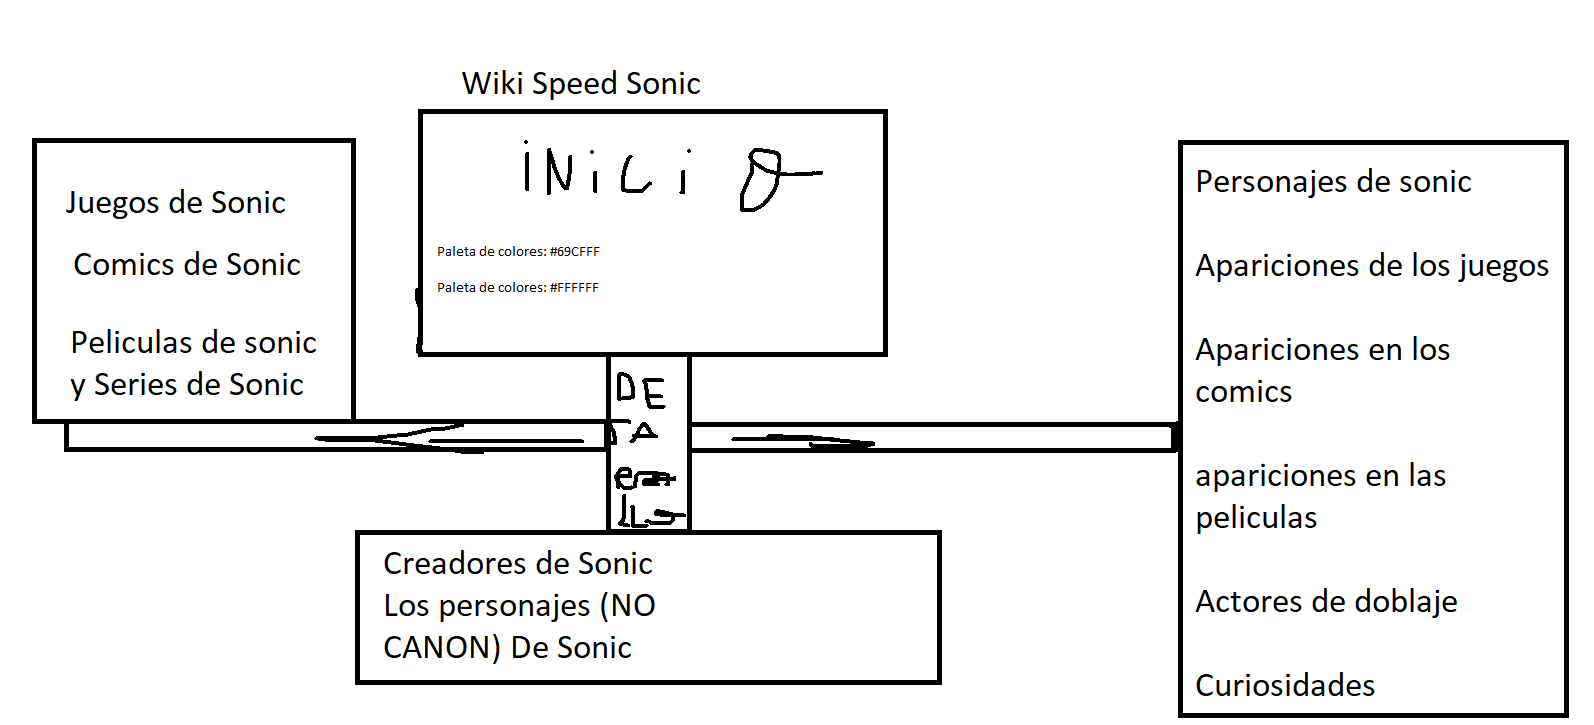 Wiki Speed Sonic
iNiCi O
Paleta de colores: #69CFFF
Paleta de colores: #FFFFFF
Juegos de Sonic
Comics de Sonic
Peliculas de sonic
y Series de Sonic
DE
TA
Creadores de Sonic
Los personajes (NO
CANON) De Sonic
Personajes de sonic
Apariciones de los juegos
Apariciones en los
comics
apariciones en las
peliculas
Actores de doblaje
Curiosidades